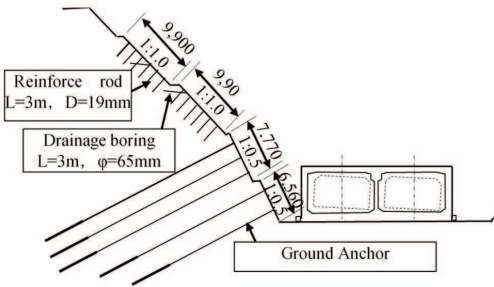 9,900
1:1.0
9,90
1:1.0
Reinforce rod
L=3m, D=19mm
Drainage boring
L=3m, φ=65mm
7.770
1:0.5
6.560
1:0.5
Ground Anchor